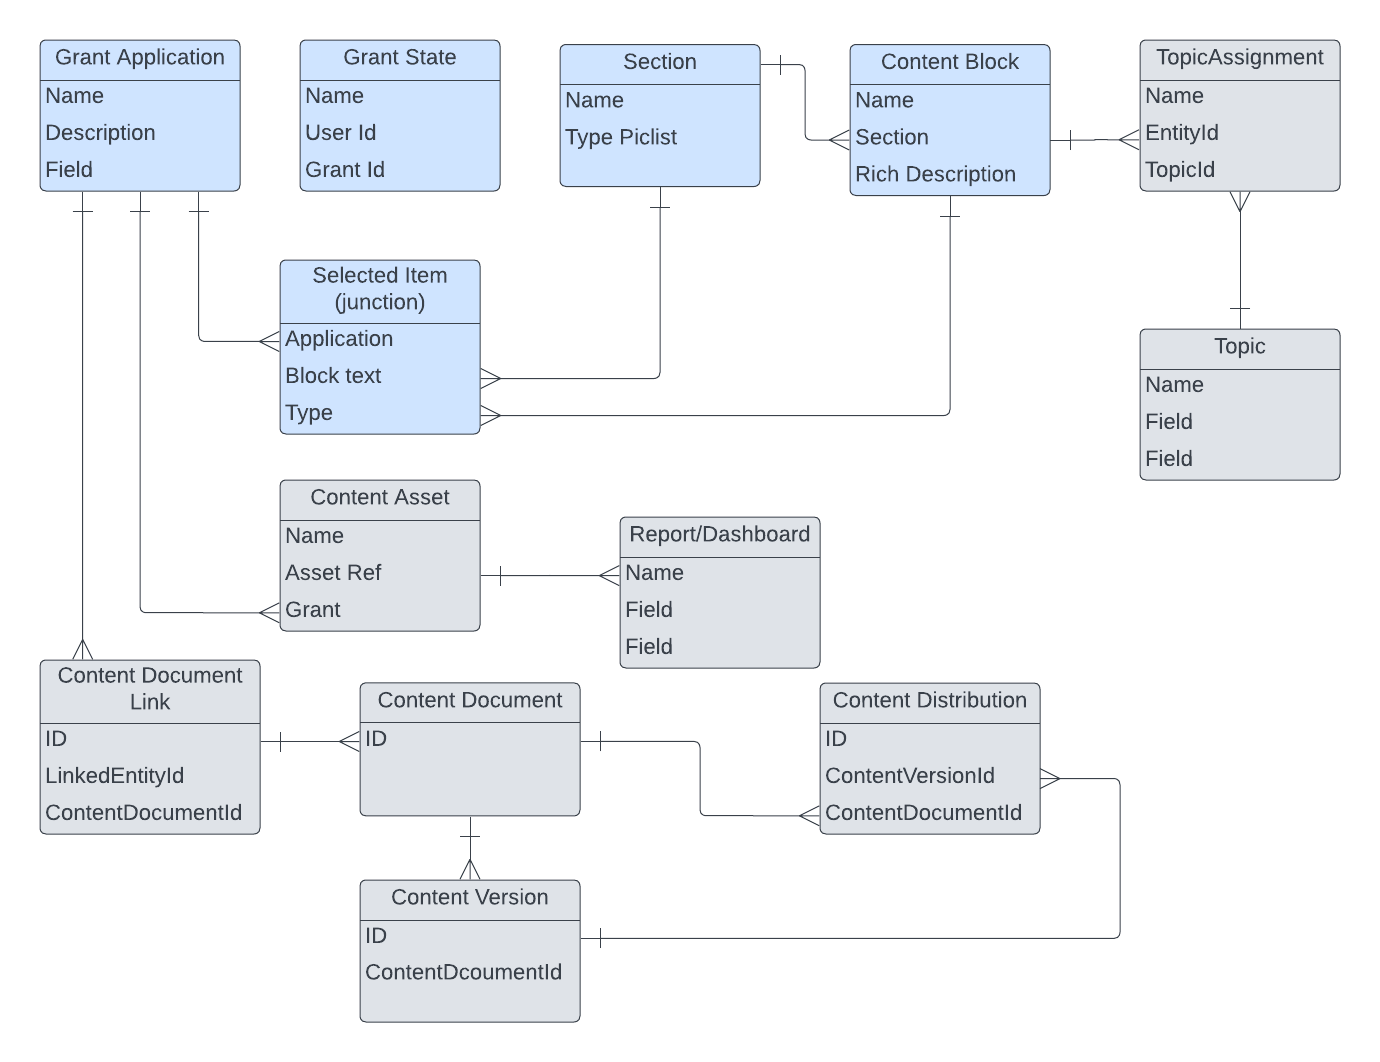 Grant Application
Name
Description
Field
Grant State
Name
User Id
Grant Id
Section
Name
Type Piclist
Content Block
Name
Section
Rich Description
TopicAssignment
Name
EntityId
TopicId
Selected Item
(junction)
Application
Block text
Type
Topic
Name
Field
Field
Content Asset
Name
Asset Ref
Grant
Report/Dashboard
Name
Field
Field
Content Document
Link
ID
LinkedEntityId
ContentDocumentId
Content Document
ID
Content Distribution
ID
ContentVersionId
ContentDocumentId
Content Version
ID
ContentDcoumentId